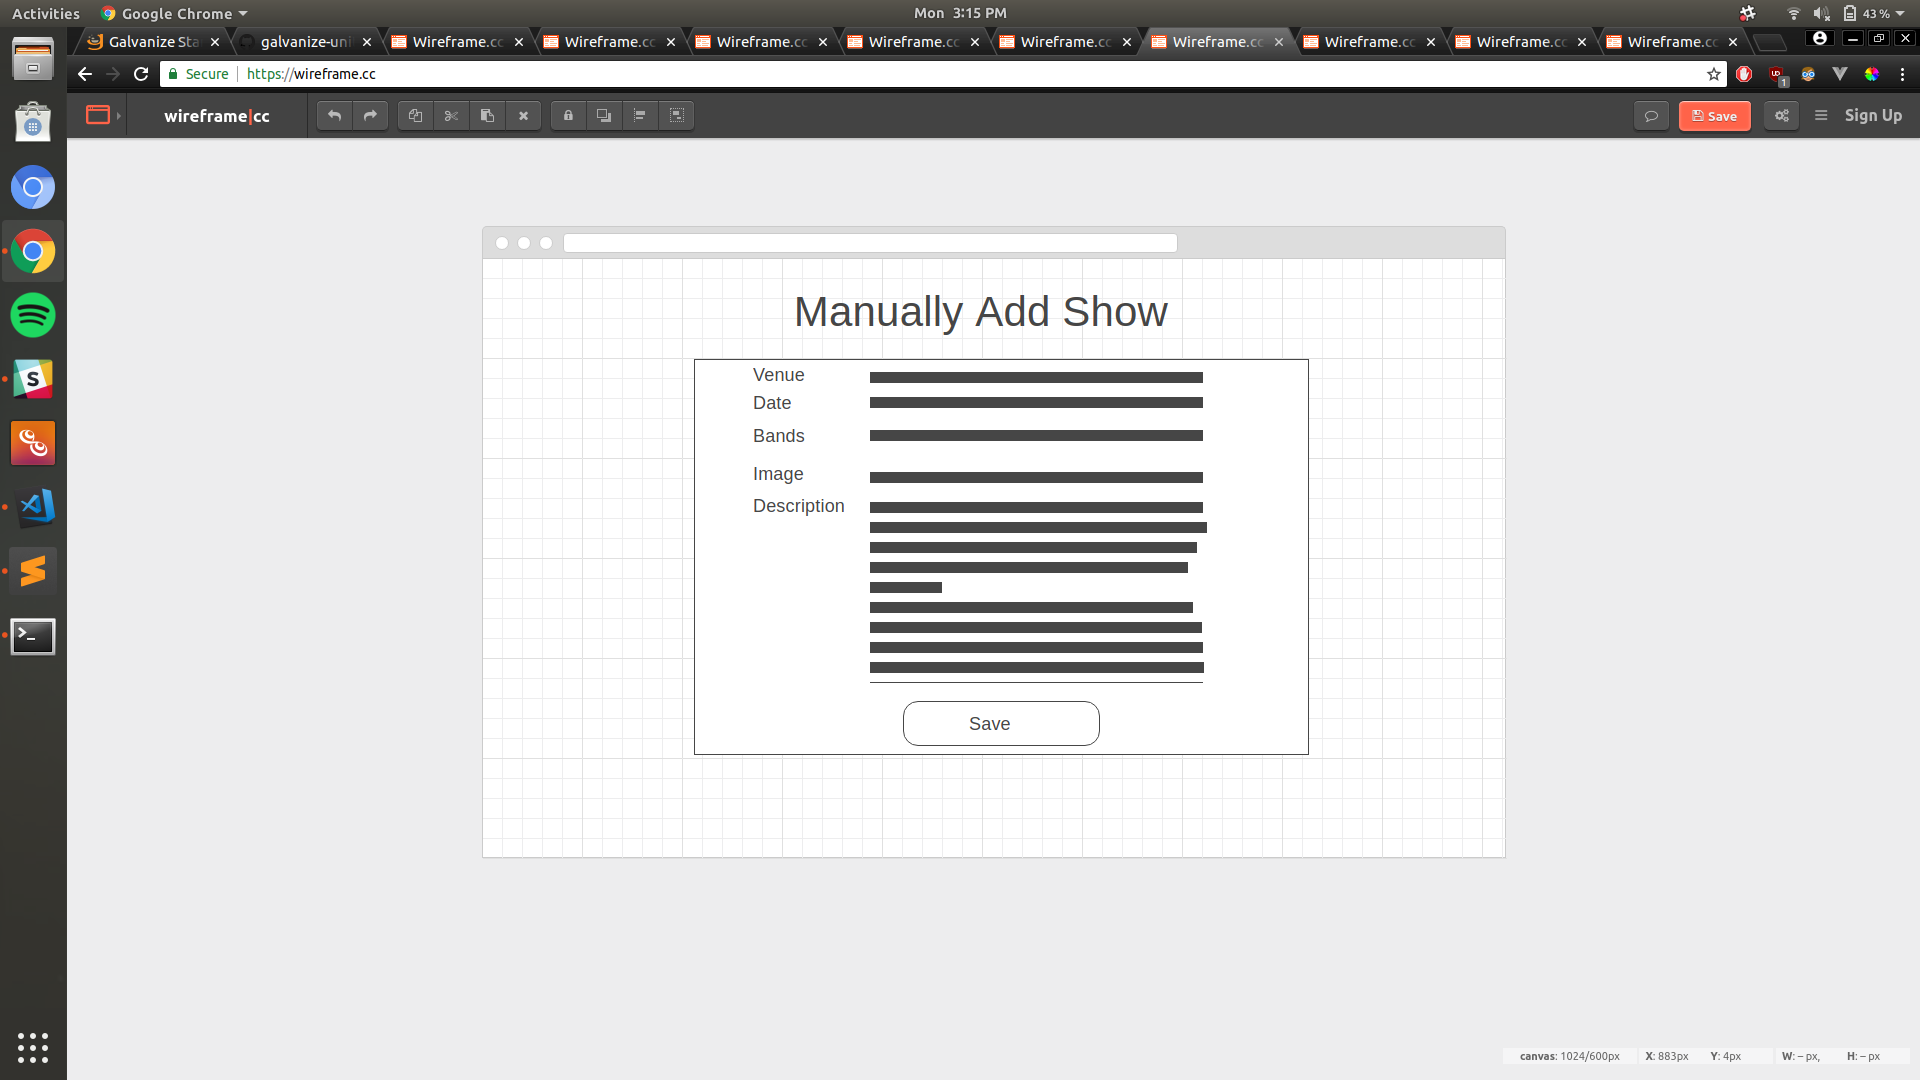 Activities Google Chrome Mon 3:15 PM 43 %
Galvanize Sta galvanize-uni Wireframe.cc Wireframe.cc Wireframe.cc Wireframe.cc Wireframe.cc Wireframe.cc Wireframe.cc Wireframe.cc Wireframe.cc
Secure https://wireframe.cc
wireframe|cc Save Sign Up
Manually Add Show
Venue
Date
Bands
Image
Description
Save
canvas: 1024/600px X: 883px Y: 4px W: – px, H: – px